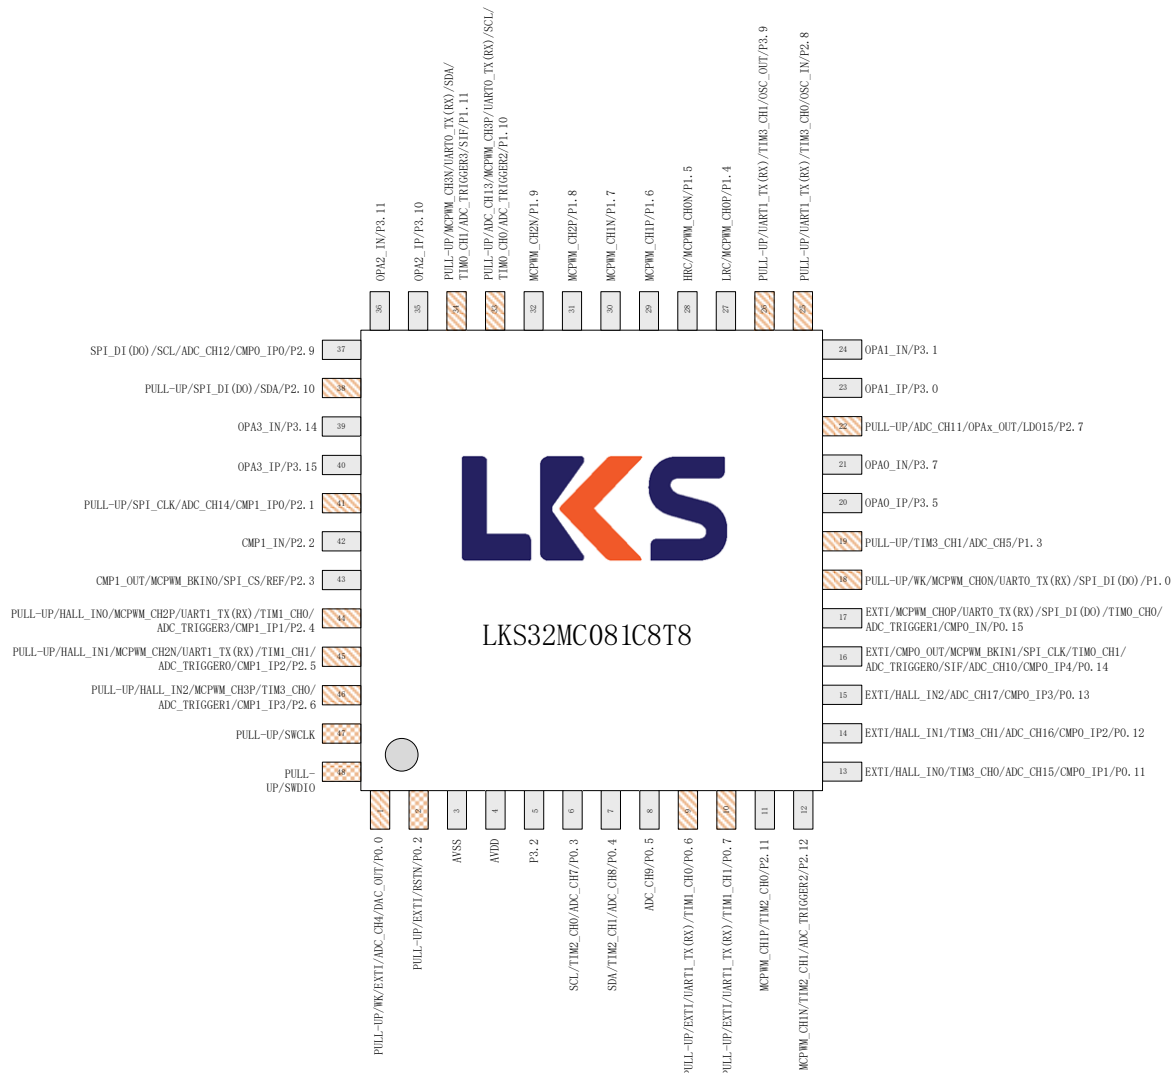 PULL-UP/MCPWM_CH3N/UART0_TX(RX)/SDA/
TIM0_CH1/ADC_TRIGGER3/SIF/P1.11
PULL-UP/ADC_CH13/MCPWM_CH3P/UART0_TX(RX)/SCL/
TIM0_CH0/ADC_TRIGGER2/P1.10
OPA2_IN/P3.11
OPA2_IP/P3.10
MCPWM_CH2N/P1.9
MCPWM_CH2P/P1.8
MCPWM_CH1N/P1.7
MCPWM_CH1P/P1.6
HRC/MCPWM_CH0N/P1.5
LRC/MCPWM_CH0P/P1.4
PULL-UP/UART1_TX(RX)/TIM3_CH1/OSC_OUT/P3.9
PULL-UP/UART1_TX(RX)/TIM3_CH0/OSC_IN/P2.8
36
35
34
33
32
31
30
29
28
27
26
25
SPI_DI(DO)/SCL/ADC_CH12/CMP0_IP0/P2.9
37
PULL-UP/SPI_DI(DO)/SDA/P2.10
38
OPA3_IN/P3.14
39
OPA3_IP/P3.15
40
PULL-UP/SPI_CLK/ADC_CH14/CMP1_IP0/P2.1
41
CMP1_IN/P2.2
42
CMP1_OUT/MCPWM_BKIN0/SPI_CS/REF/P2.3
43
PULL-UP/HALL_IN0/MCPWM_CH2P/UART1_TX(RX)/TIM1_CH0/
ADC_TRIGGER3/CMP1_IP1/P2.4
44
PULL-UP/HALL_IN1/MCPWM_CH2N/UART1_TX(RX)/TIM1_CH1/
ADC_TRIGGER0/CMP1_IP2/P2.5
45
PULL-UP/HALL_IN2/MCPWM_CH3P/TIM3_CH0/
ADC_TRIGGER1/CMP1_IP3/P2.6
46
PULL-UP/SWCLK
47
PULL-
UP/SWDIO
48
LKS
LKS32MC081C8T8
24
OPA1_IN/P3.1
23
OPA1_IP/P3.0
22
PULL-UP/ADC_CH11/OPAx_OUT/LDO15/P2.7
21
OPA0_IN/P3.7
20
OPA0_IP/P3.5
19
PULL-UP/TIM3_CH1/ADC_CH5/P1.3
18
PULL-UP/WK/MCPWM_CH0N/UART0_TX(RX)/SPI_DI(DO)/P1.0
17
EXTI/MCPWM_CH0P/UART0_TX(RX)/SPI_DI(DO)/TIM0_CH0/
ADC_TRIGGER1/CMP0_IN/P0.15
16
EXTI/CMP0_OUT/MCPWM_BKIN1/SPI_CLK/TIM0_CH1/
ADC_TRIGGER0/SIF/ADC_CH10/CMP0_IP4/P0.14
15
EXTI/HALL_IN2/ADC_CH17/CMP0_IP3/P0.13
14
EXTI/HALL_IN1/TIM3_CH1/ADC_CH16/CMP0_IP2/P0.12
13
EXTI/HALL_IN0/TIM3_CH0/ADC_CH15/CMP0_IP1/P0.11
1
2
3
4
5
6
7
8
9
10
11
12
PULL-UP/WK/EXTI/ADC_CH4/DAC_OUT/P0.0
PULL-UP/EXTI/RSTN/P0.2
AVSS
AVDD
P3.2
SCL/TIM2_CH0/ADC_CH7/P0.3
SDA/TIM2_CH1/ADC_CH8/P0.4
ADC_CH9/P0.5
PULL-UP/EXTI/UART1_TX(RX)/TIM1_CH0/P0.6
PULL-UP/EXTI/UART1_TX(RX)/TIM1_CH1/P0.7
MCPWM_CH1P/TIM2_CH0/P2.11
MCPWM_CH1N/TIM2_CH1/ADC_TRIGGER2/P2.12